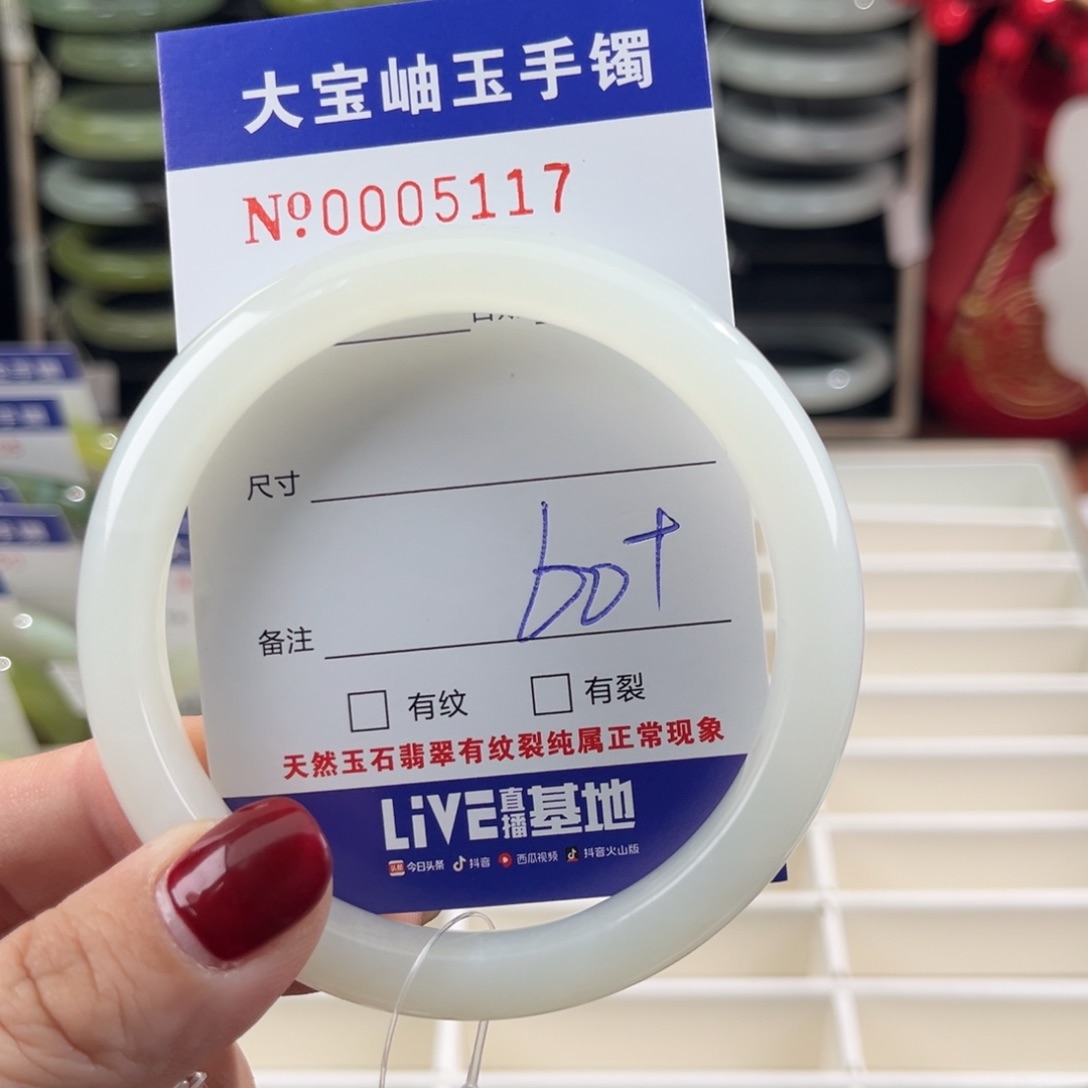 大宝岫玉手镯
№0005117
尺寸
60+
备注
有纹 有裂
天然玉石翡翠有纹裂纯属正常现象
LiVE直播基地
头条 今日头条 抖音 西瓜视频 抖音火山版